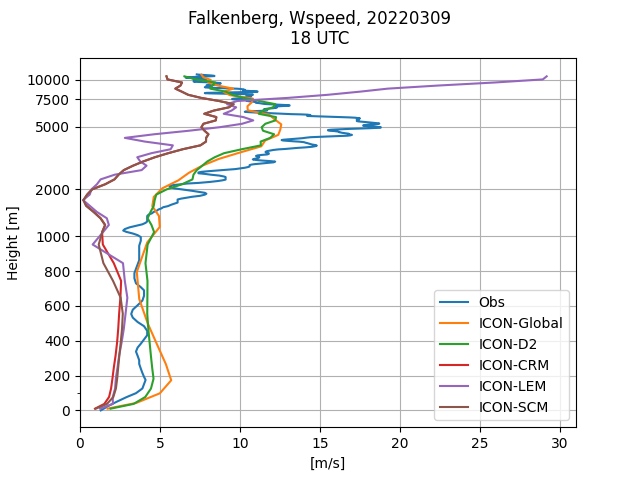 Falkenberg, Wspeed, 20220309
18 UTC
10000
7500
5000
2000
1000
800
600
400
200
0
Height [m]
0 5 10 15 20 25 30
[m/s]
Obs
ICON-Global
ICON-D2
ICON-CRM
ICON-LEM
ICON-SCM